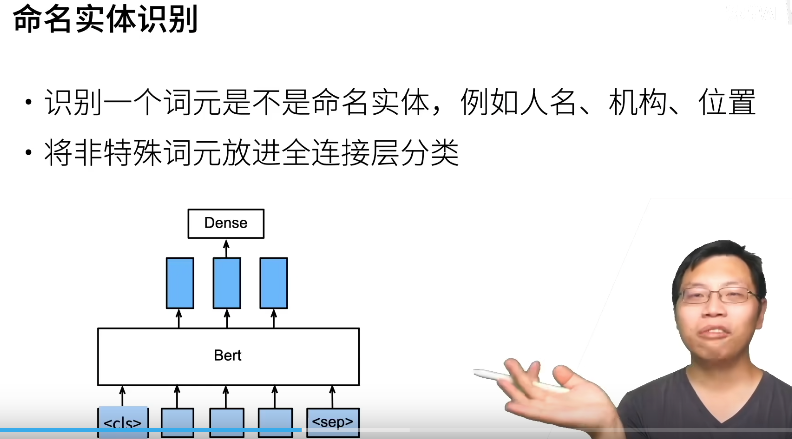 命名实体识别
• 识别一个词元是不是命名实体，例如人名、机构、位置
• 将非特殊词元放进全连接层分类
Dense
Bert
<cls>
<sep>